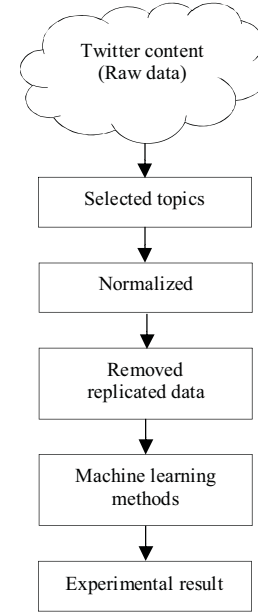 Twitter content
(Raw data)
Selected topics
Normalized
Removed
replicated data
Machine learning
methods
Experimental result